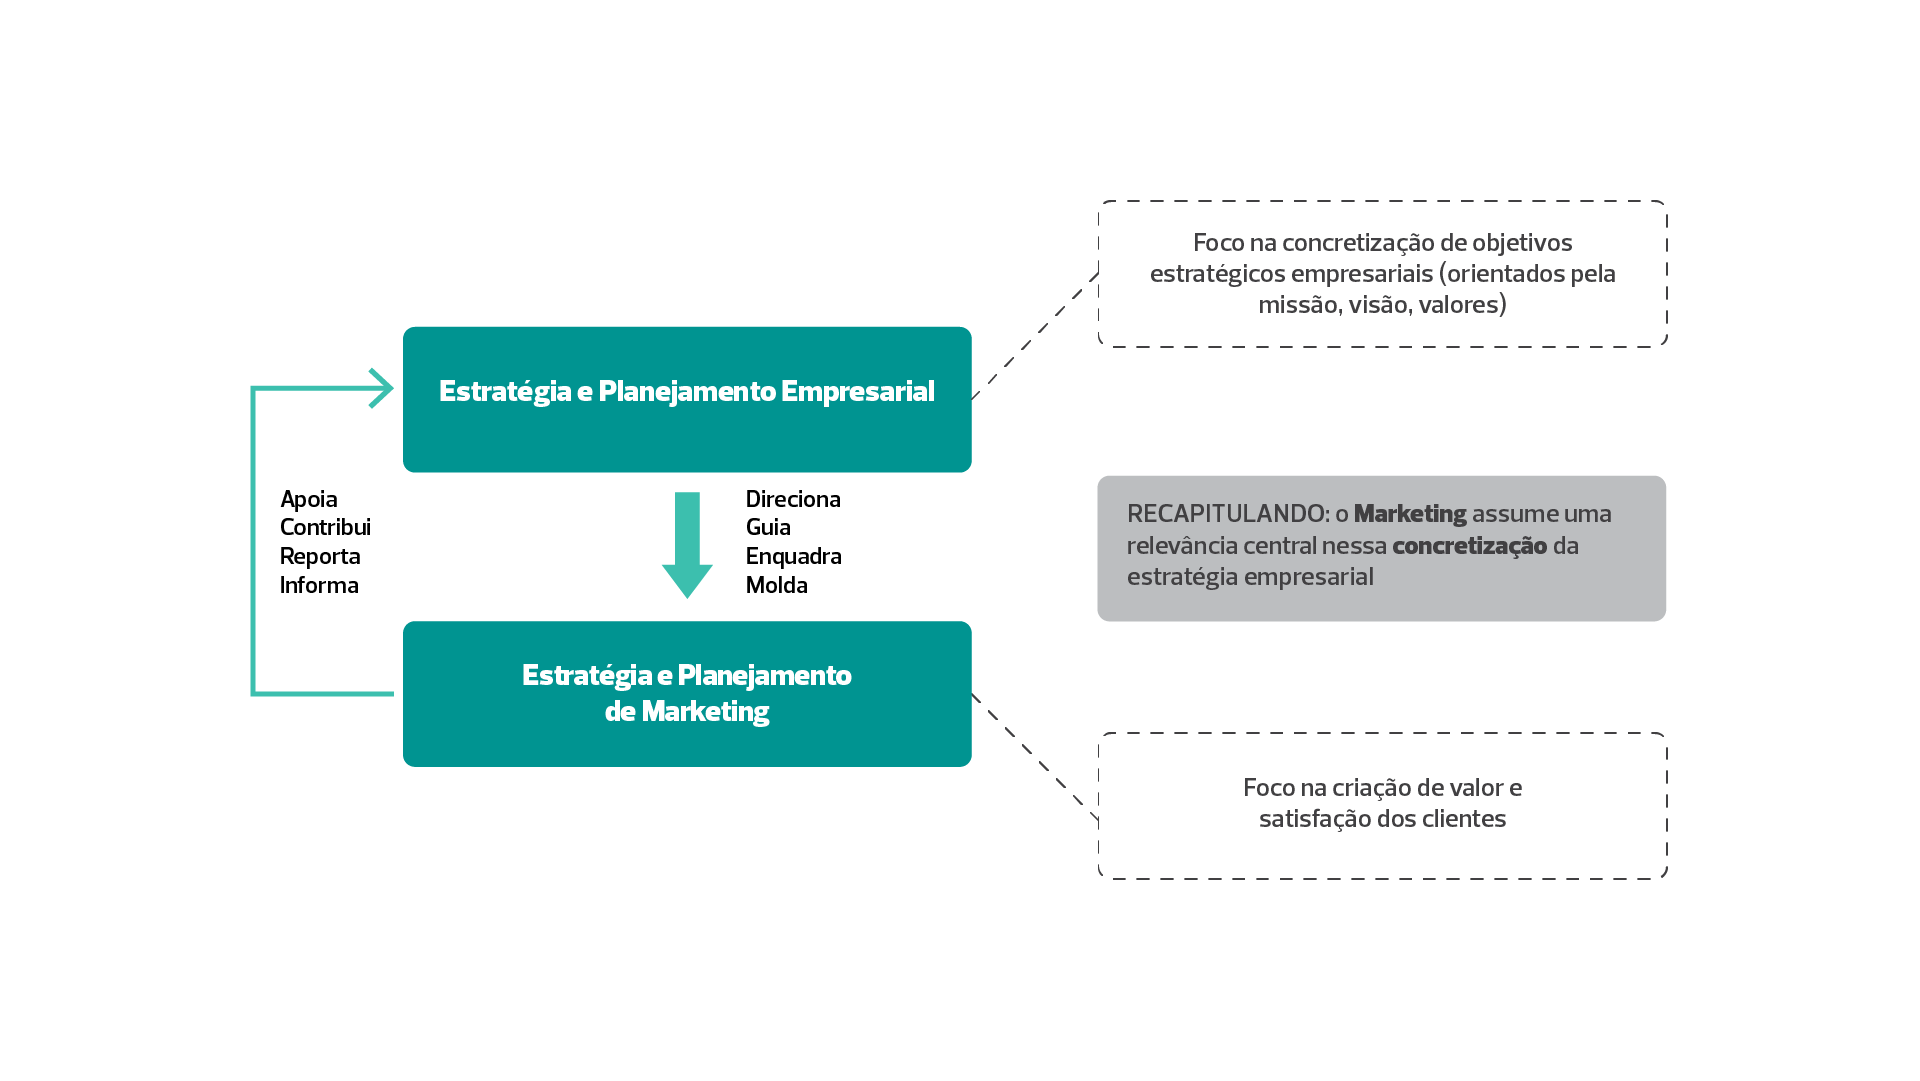 Foco na concretização de objetivos
estratégicos empresariais (orientados pela
missão, visão, valores)
Estratégia e Planejamento Empresarial
Apoia
Contribui
Reporta
Informa
Direciona
Guia
Enquadra
Molda
RECAPITULANDO: o Marketing assume uma
relevância central nessa concretização da
estratégia empresarial
Estratégia e Planejamento
de Marketing
Foco na criação de valor e
satisfação dos clientes